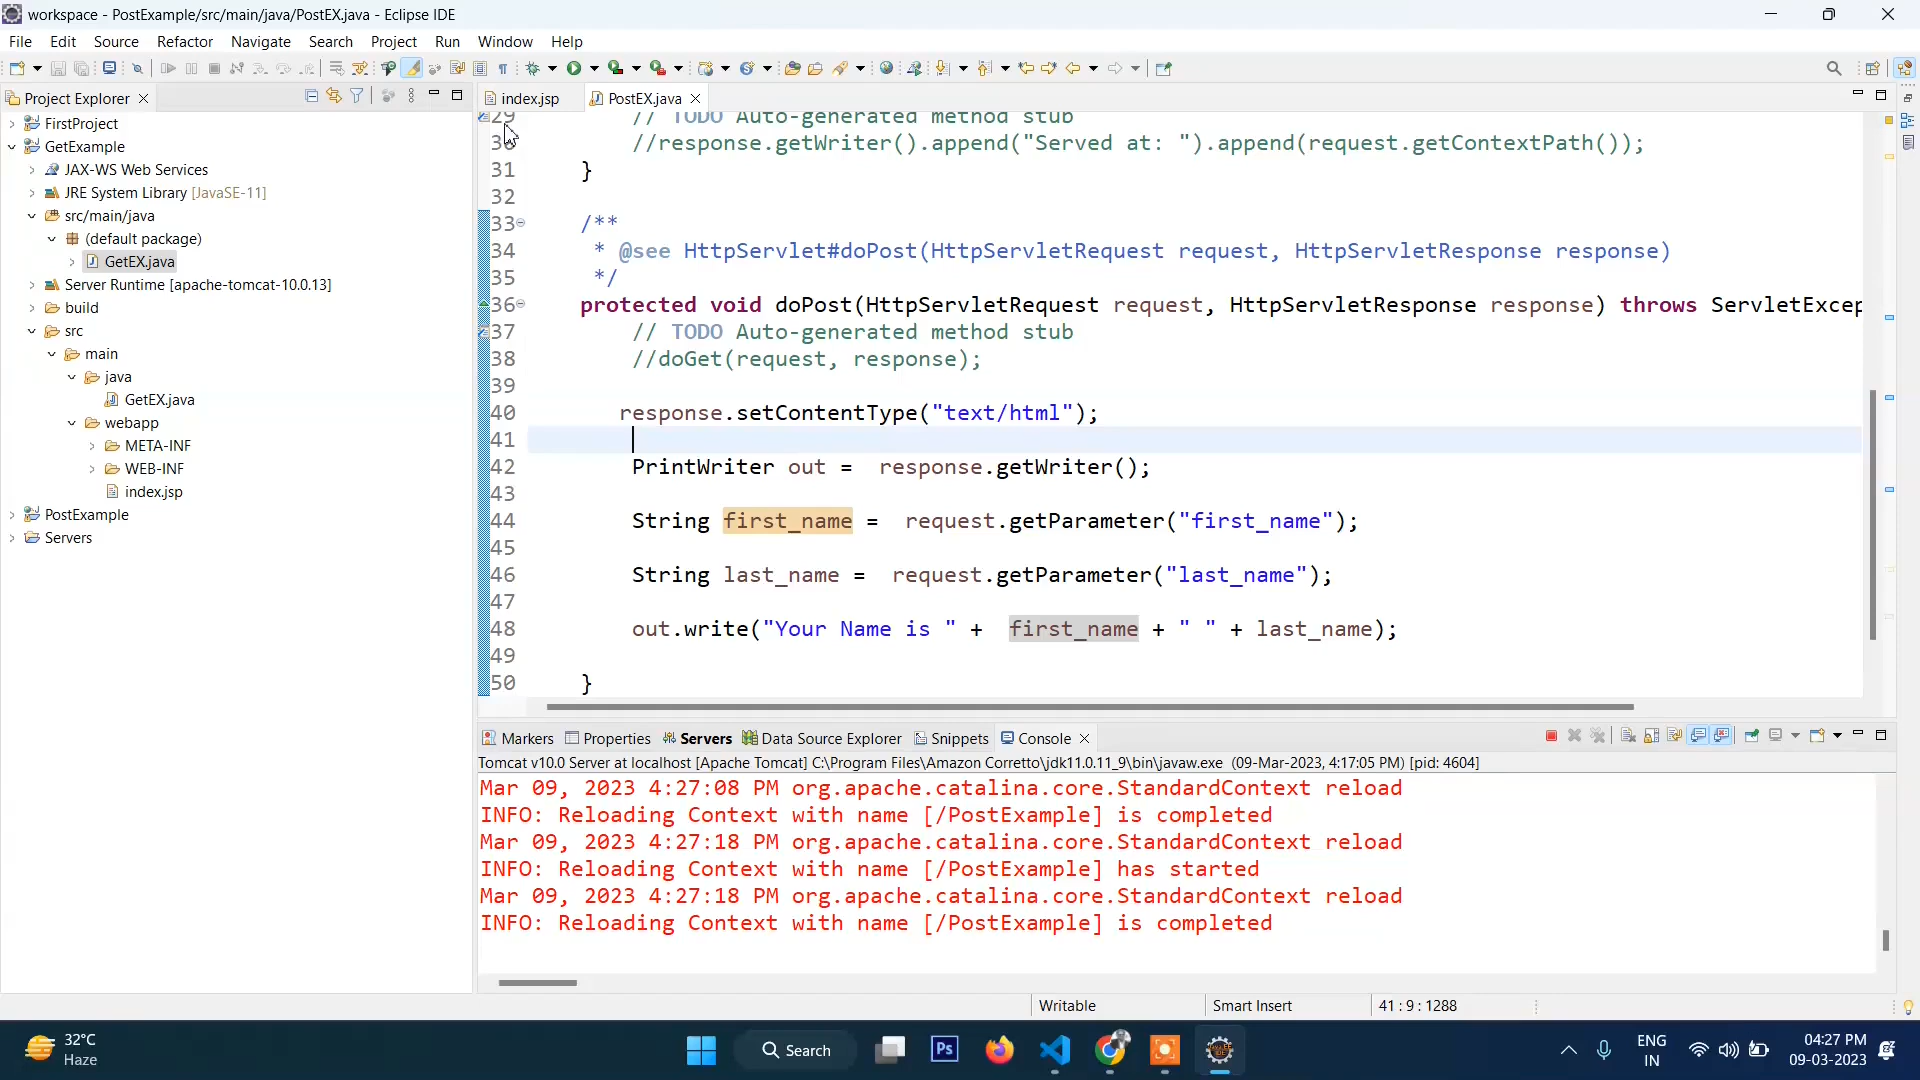 workspace - PostExample/src/main/java/PostEX.java - Eclipse IDE
File Edit Source Refactor Navigate Search Project Run Window Help
Project Explorer
index.jsp PostEX.java
FirstProject
GetExample
JAX-WS Web Services
JRE System Library [JavaSE-11]
src/main/java
(default package)
GetEX.java
Server Runtime [apache-tomcat-10.0.13]
build
src
main
java
GetEX.java
webapp
META-INF
WEB-INF
index.jsp
PostExample
Servers
29 // TODO Auto-generated method stub
30 //response.getWriter().append("Served at: ").append(request.getContextPath());
31 }
32
33 /**
34 * @see HttpServlet#doPost(HttpServletRequest request, HttpServletResponse response)
35 */
36 protected void doPost(HttpServletRequest request, HttpServletResponse response) throws ServletExcep
37 // TODO Auto-generated method stub
38 //doGet(request, response);
39
40 response.setContentType("text/html");
41
42 PrintWriter out = response.getWriter();
43
44 String first_name = request.getParameter("first_name");
45
46 String last_name = request.getParameter("last_name");
47
48 out.write("Your Name is " + first_name + " " + last_name);
49
50 }
Markers Properties Servers Data Source Explorer Snippets Console
Tomcat v10.0 Server at localhost [Apache Tomcat] C:\Program Files\Amazon Corretto\jdk11.0.11_9\bin\javaw.exe (09-Mar-2023, 4:17:05 PM) [pid: 4604]
Mar 09, 2023 4:27:08 PM org.apache.catalina.core.StandardContext reload
INFO: Reloading Context with name [/PostExample] is completed
Mar 09, 2023 4:27:18 PM org.apache.catalina.core.StandardContext reload
INFO: Reloading Context with name [/PostExample] has started
Mar 09, 2023 4:27:18 PM org.apache.catalina.core.StandardContext reload
INFO: Reloading Context with name [/PostExample] is completed
Writable Smart Insert 41 : 9 : 1288
32°C
Haze
Search
Ps
ENG
IN
04:27 PM
09-03-2023